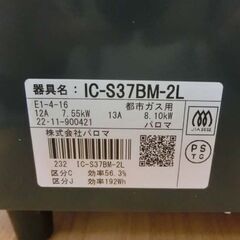 器具名：IC-S37BM-2L
E1-4-16 都市ガス用
12A 7.55kW 13A 8.10kW
22-11-900421 パロマ
株式会社パロマ
232 IC-S37BM-2L
区分C 効率56.3%
区分J 効率192Wh
JIA
PS
TG